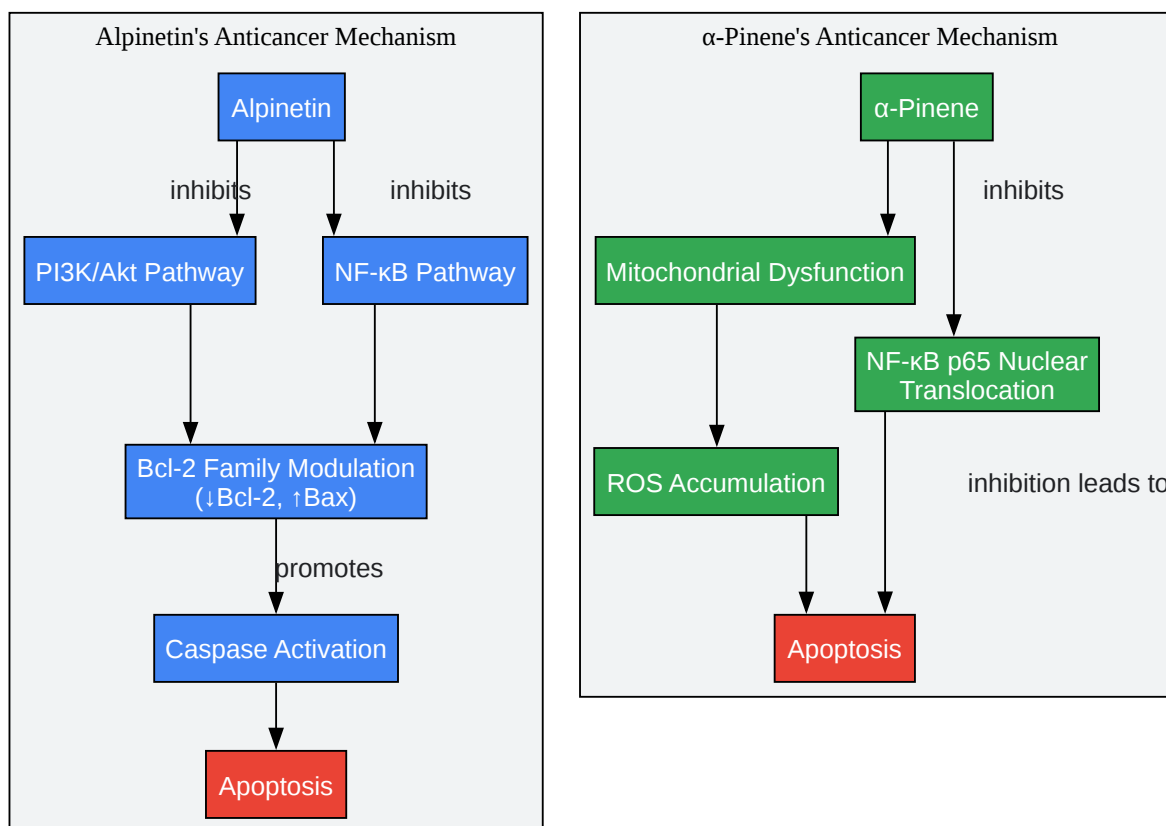 Alpinetin's Anticancer Mechanism
Alpinetin
inhibits
inhibits
PI3K/Akt Pathway
NF-κB Pathway
Bcl-2 Family Modulation
(↓Bcl-2, ↑Bax)
promotes
Caspase Activation
Apoptosis
α-Pinene's Anticancer Mechanism
α-Pinene
inhibits
Mitochondrial Dysfunction
NF-κB p65 Nuclear
Translocation
ROS Accumulation
inhibition leads to
Apoptosis